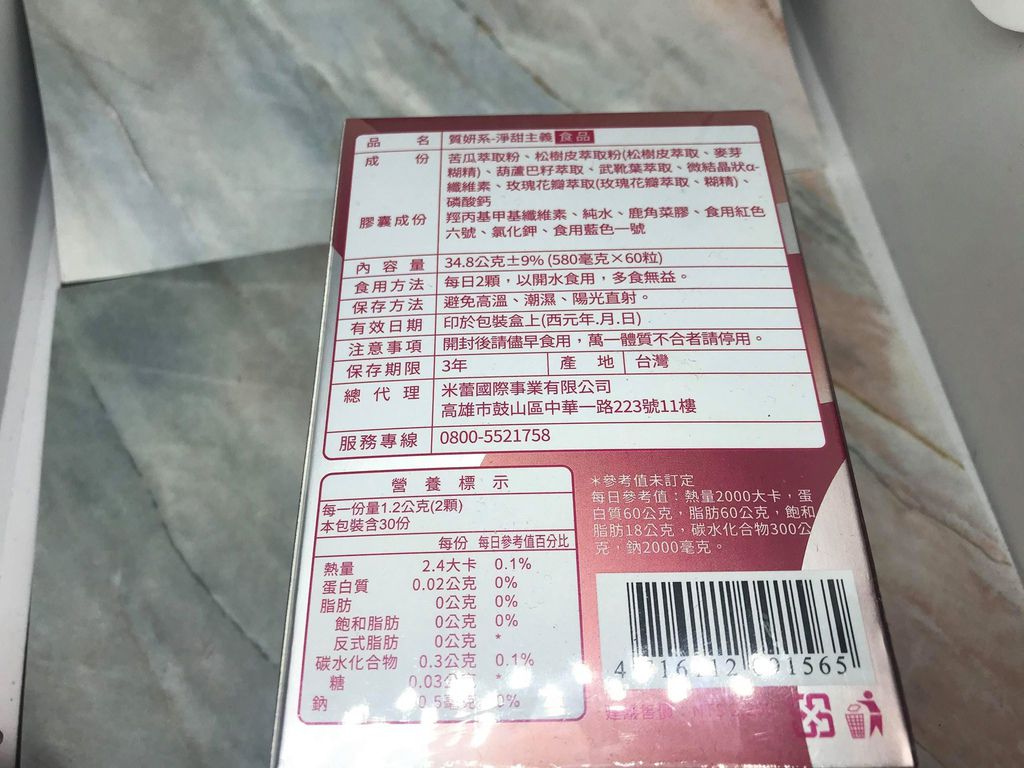 品名 質妍系-淨甜主義 食品
成份 苦瓜萃取粉、松樹皮萃取粉(松樹皮萃取、麥芽
糊精)、葫蘆巴籽萃取、武靴葉萃取、微結晶狀α-
纖維素、玫瑰花瓣萃取(玫瑰花瓣萃取、糊精)、
磷酸鈣
膠囊成份 羥丙基甲基纖維素、純水、鹿角菜膠、食用紅色
六號、氯化鉀、食用藍色一號
內容量 34.8公克±9% (580毫克×60粒)
食用方法 每日2顆，以開水食用，多食無益。
保存方法 避免高溫、潮濕、陽光直射。
有效日期 印於包裝盒上(西元年.月.日)
注意事項 開封後請儘早食用，萬一體質不合者請停用。
保存期限 3年 產地 台灣
總代理 米蕾國際事業有限公司
高雄市鼓山區中華一路223號11樓
服務專線 0800-5521758
營養標示
每一份量1.2公克(2顆)
本包裝含30份
每份 每日參考值百分比
熱量 2.4大卡 0.1%
蛋白質 0.02公克 0%
脂肪 0公克 0%
飽和脂肪 0公克 0%
反式脂肪 0公克 *
碳水化合物 0.3公克 0.1%
糖 0.03公克 *
鈉 0.5毫克 0%
＊參考值未訂定
每日參考值：熱量2000大卡，蛋
白質60公克，脂肪60公克，飽和
脂肪18公克，碳水化合物300公
克，鈉2000毫克。
4 716 12 01565
建議售價